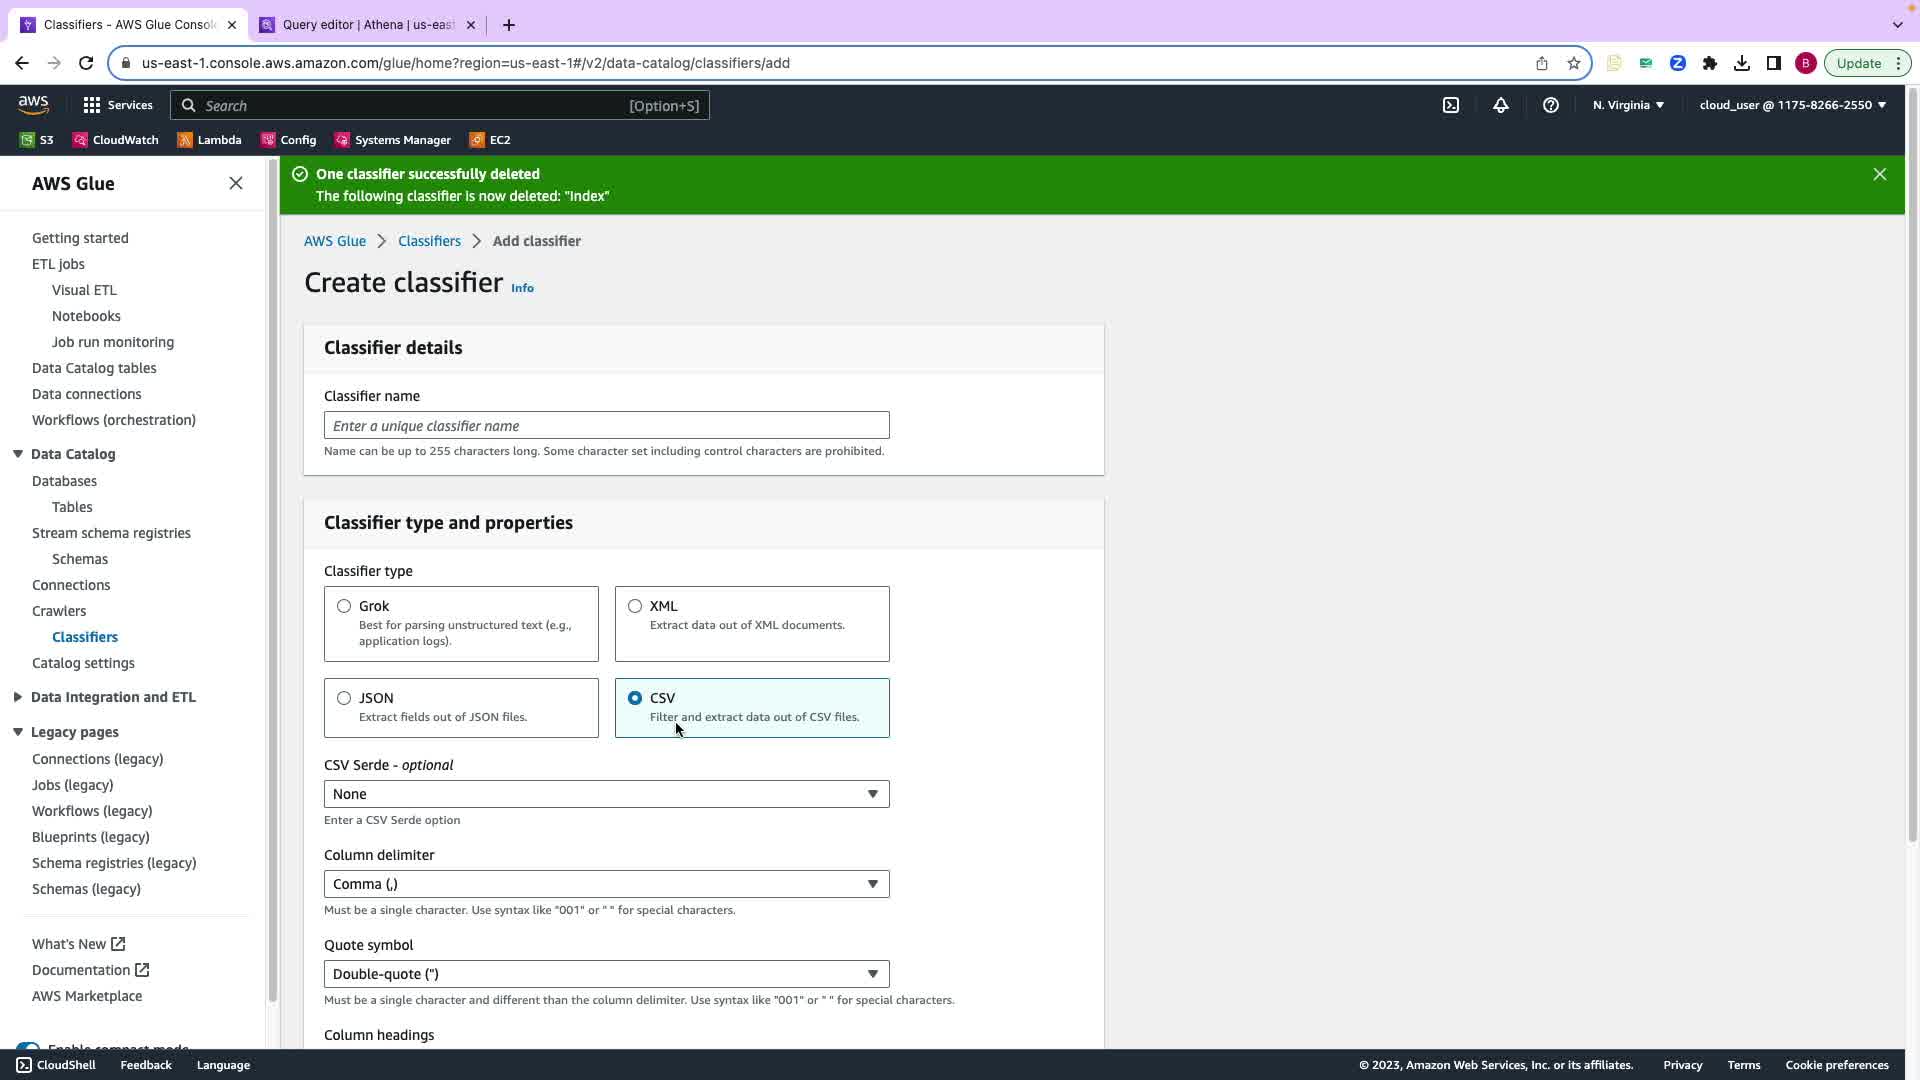 Classifiers - AWS Glue Consol
Query editor | Athena | us-east
us-east-1.console.aws.amazon.com/glue/home?region=us-east-1#/v2/data-catalog/classifiers/add
B
Update
aws
Services
Search
[Option+S]
N. Virginia
cloud_user @ 1175-8266-2550
S3
CloudWatch
Lambda
Config
Systems Manager
EC2
AWS Glue
Getting started
ETL jobs
Visual ETL
Notebooks
Job run monitoring
Data Catalog tables
Data connections
Workflows (orchestration)
Data Catalog
Databases
Tables
Stream schema registries
Schemas
Connections
Crawlers
Classifiers
Catalog settings
Data Integration and ETL
Legacy pages
Connections (legacy)
Jobs (legacy)
Workflows (legacy)
Blueprints (legacy)
Schema registries (legacy)
Schemas (legacy)
What's New
Documentation
AWS Marketplace
Enable compact mode
One classifier successfully deleted
The following classifier is now deleted: "Index"
AWS Glue > Classifiers > Add classifier
Create classifier Info
Classifier details
Classifier name
Enter a unique classifier name
Name can be up to 255 characters long. Some character set including control characters are prohibited.
Classifier type and properties
Classifier type
Grok
Best for parsing unstructured text (e.g.,
application logs).
XML
Extract data out of XML documents.
JSON
Extract fields out of JSON files.
CSV
Filter and extract data out of CSV files.
CSV Serde - optional
None
Enter a CSV Serde option
Column delimiter
Comma (,)
Must be a single character. Use syntax like "001" or " " for special characters.
Quote symbol
Double-quote (")
Must be a single character and different than the column delimiter. Use syntax like "001" or " " for special characters.
Column headings
CloudShell
Feedback
Language
© 2023, Amazon Web Services, Inc. or its affiliates.
Privacy
Terms
Cookie preferences